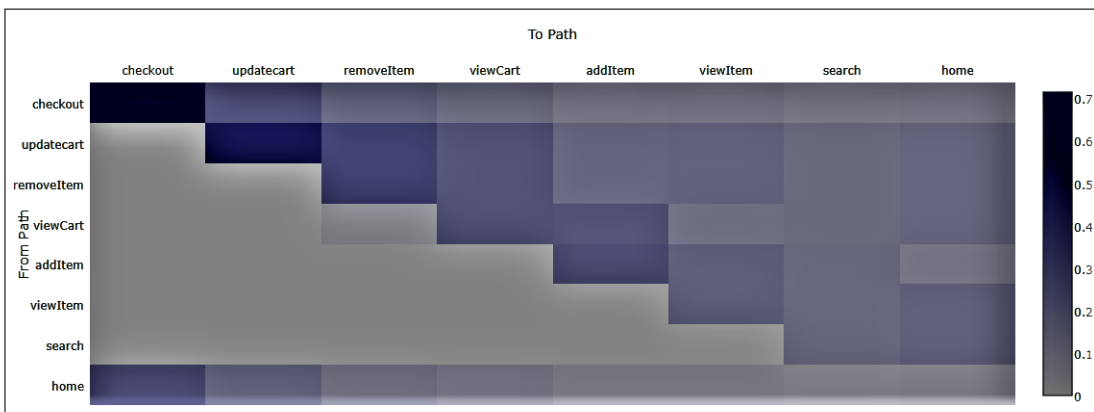 To Path
checkout updatecart removeItem viewCart addItem viewItem search home
From Path
checkout
updatecart
removeItem
viewCart
addItem
viewItem
search
home
0.7
0.6
0.5
0.4
0.3
0.2
0.1
0